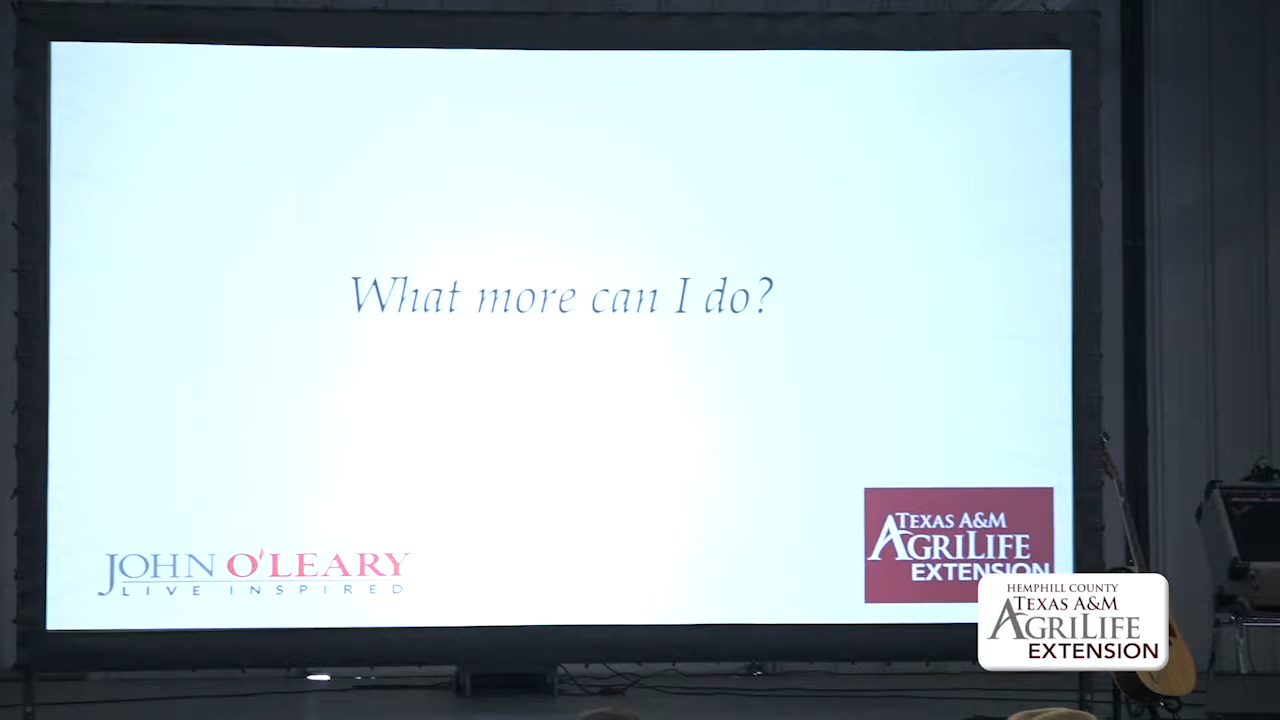 What more can I do?
JOHN O'LEARY
LIVE INSPIRED
TEXAS A&M
AGRILIFE
EXTENSION
HEMPHILL COUNTY
TEXAS A&M
AGRILIFE
EXTENSION